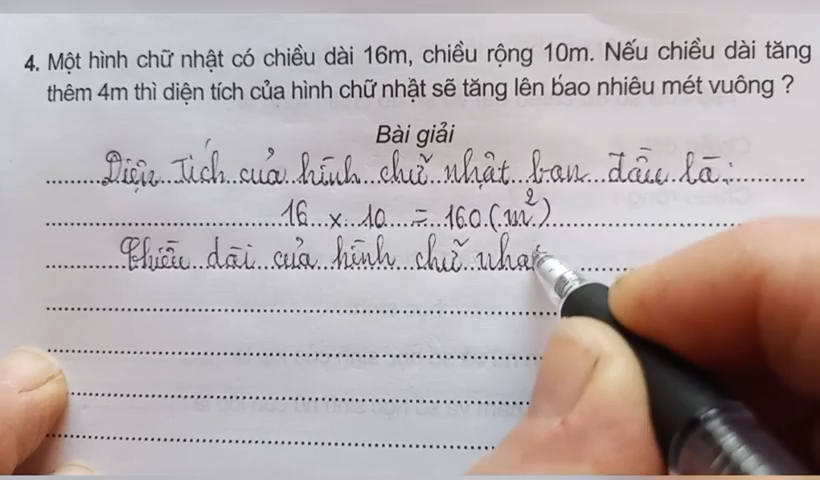 4. Một hình chữ nhật có chiều dài 16m, chiều rộng 10m. Nếu chiều dài tăng
thêm 4m thì diện tích của hình chữ nhật sẽ tăng lên bao nhiêu mét vuông ?
Bài giải
Diện tích của hình chữ nhật ban đầu là:
16 x 10 = 160 (m²)
Chiều dài của hình chữ nha